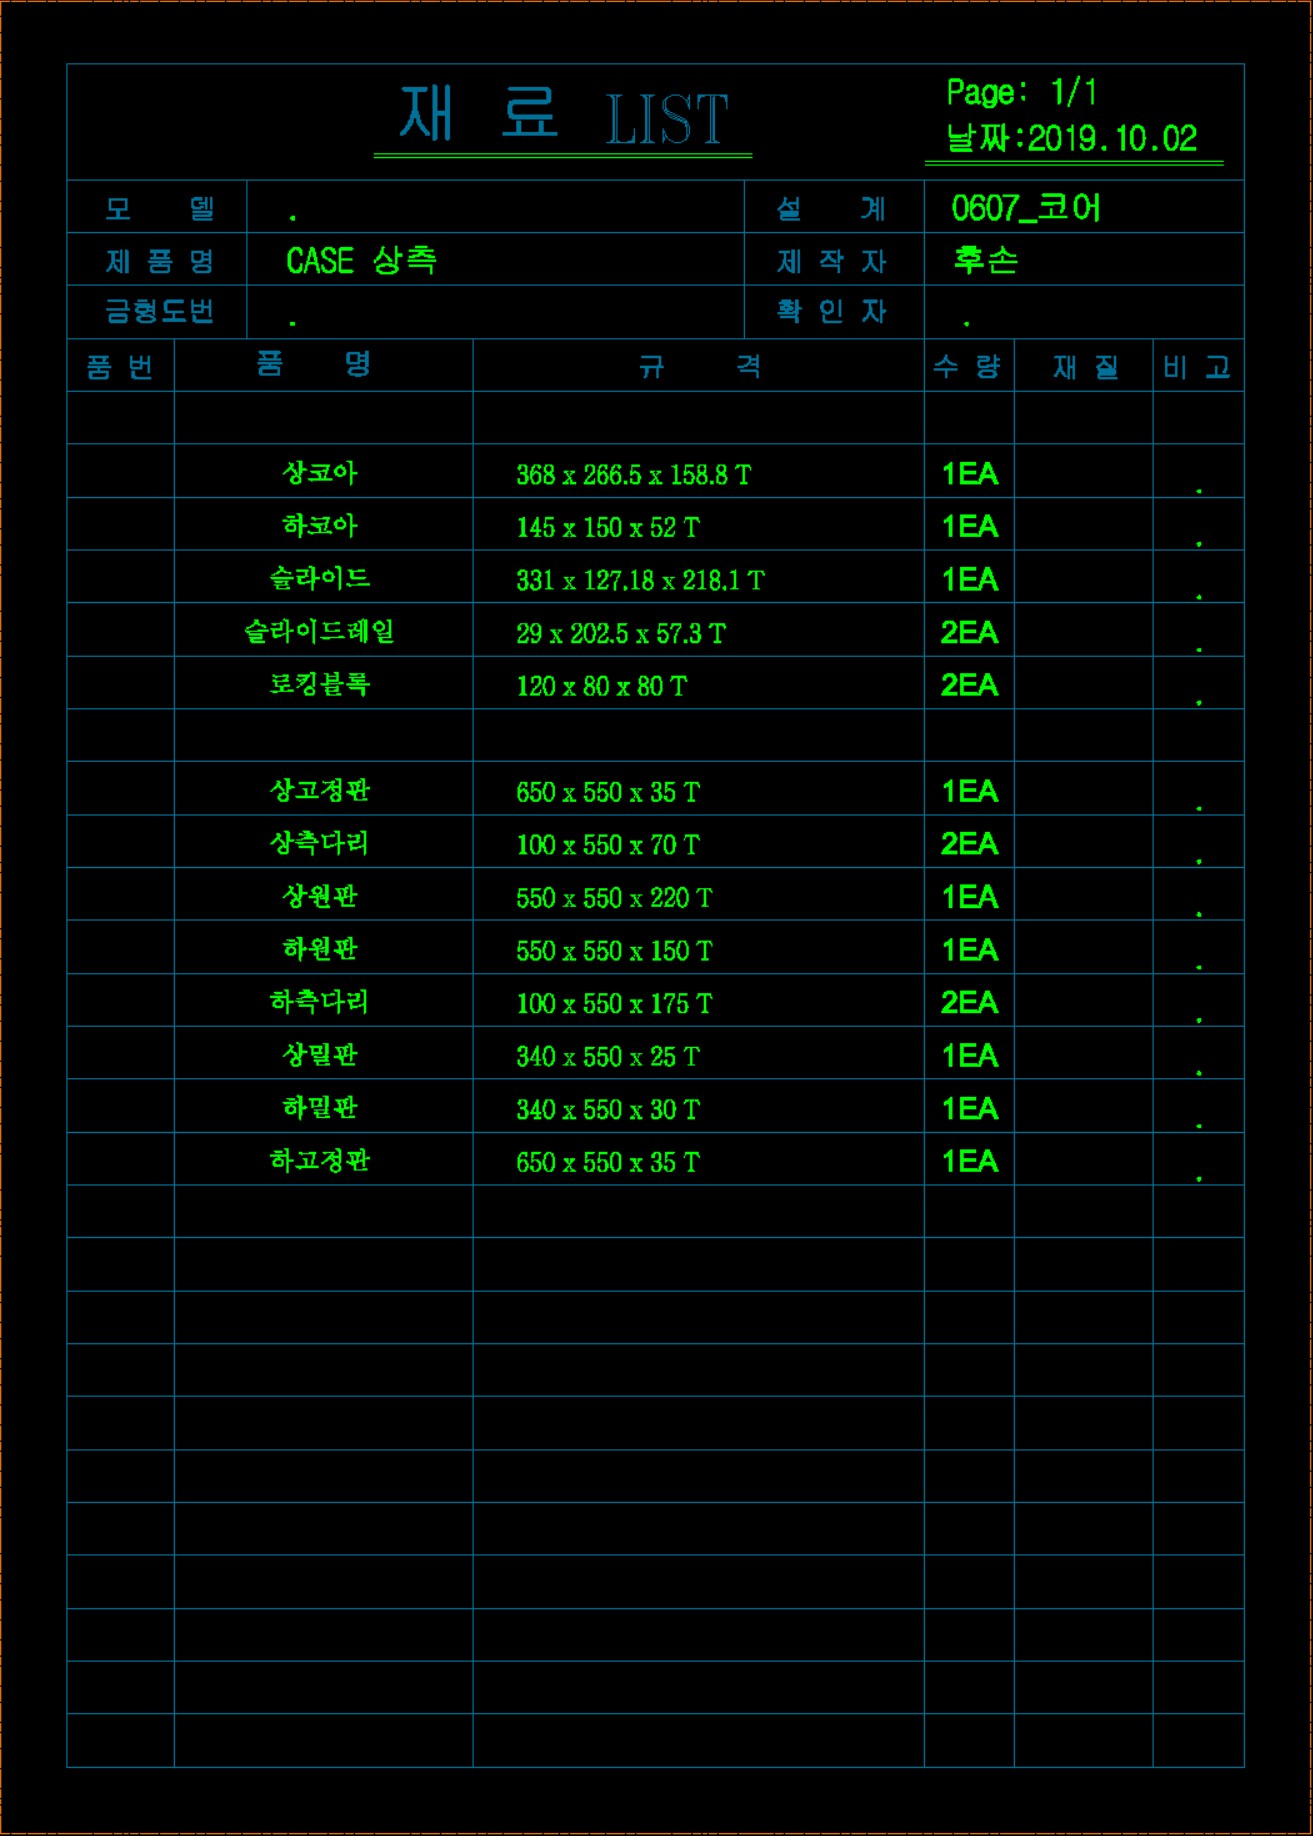 재 료 LIST
Page: 1/1
날짜:2019.10.02
모 델 . 설 계 0607_코어
제 품 명 CASE 상측 제 작 자 후손
금형도번 . 확 인 자 .
품 번 품 명 규 격 수 량 재 질 비 고
상코아 368 x 266.5 x 158.8 T 1EA .
하코아 145 x 150 x 52 T 1EA .
슬라이드 331 x 127.18 x 218.1 T 1EA .
슬라이드레일 29 x 202.5 x 57.3 T 2EA .
로킹블록 120 x 80 x 80 T 2EA .
상고정판 650 x 550 x 35 T 1EA .
상측다리 100 x 550 x 70 T 2EA .
상원판 550 x 550 x 220 T 1EA .
하원판 550 x 550 x 150 T 1EA .
하측다리 100 x 550 x 175 T 2EA .
상밀판 340 x 550 x 25 T 1EA .
하밀판 340 x 550 x 30 T 1EA .
하고정판 650 x 550 x 35 T 1EA .